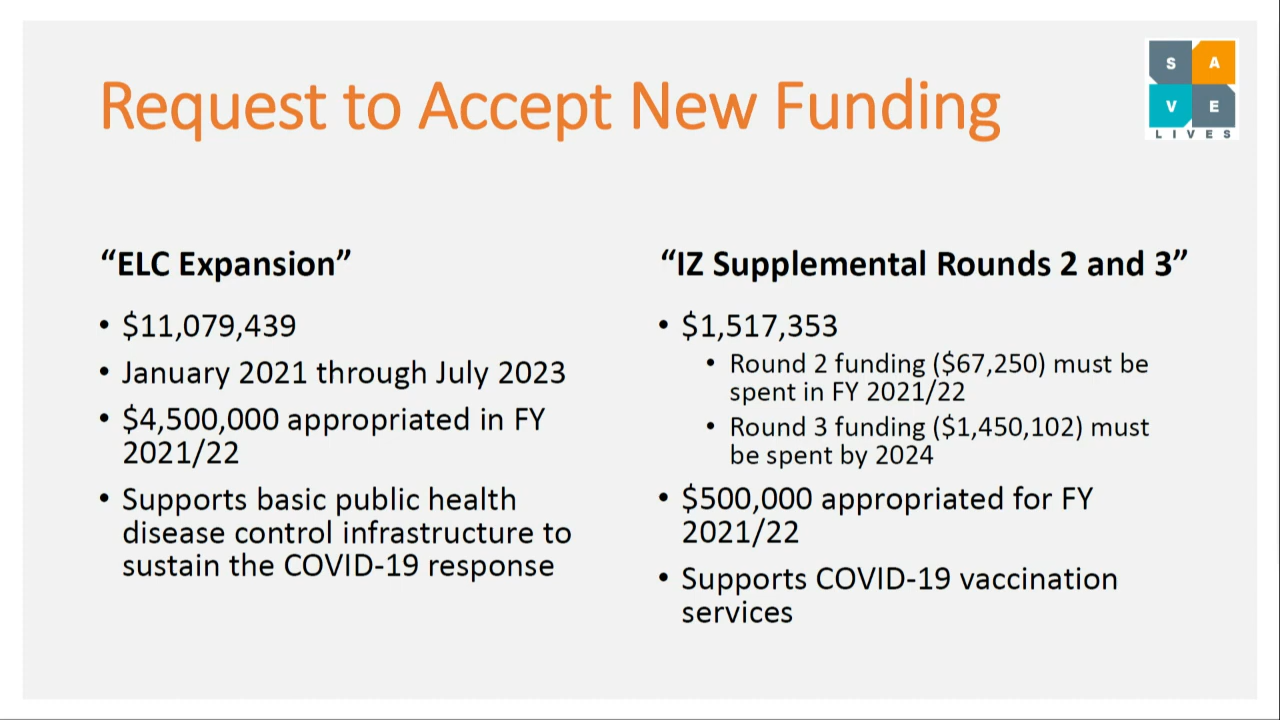 Request to Accept New Funding
S A
V E
LIVES
“ELC Expansion”
• $11,079,439
• January 2021 through July 2023
• $4,500,000 appropriated in FY
2021/22
• Supports basic public health
disease control infrastructure to
sustain the COVID-19 response
“IZ Supplemental Rounds 2 and 3”
• $1,517,353
• Round 2 funding ($67,250) must be
spent in FY 2021/22
• Round 3 funding ($1,450,102) must
be spent by 2024
• $500,000 appropriated for FY
2021/22
• Supports COVID-19 vaccination
services